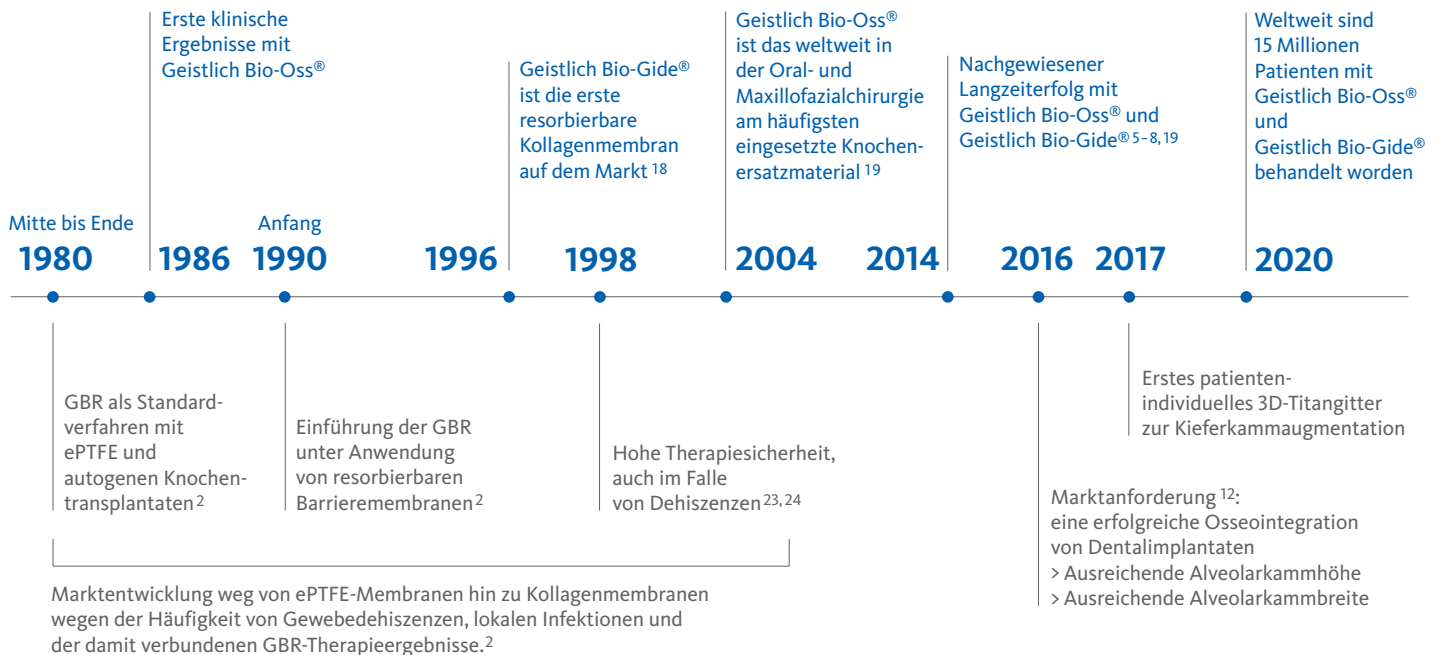 Erste klinische
Ergebnisse mit
Geistlich Bio-Oss®
Geistlich Bio-Gide®
ist die erste
resorbierbare
Kollagenmembran
auf dem Markt 18
Geistlich Bio-Oss®
ist das weltweit in
der Oral- und
Maxillofazialchirurgie
am häufigsten
eingesetzte Knochen-
ersatzmaterial 19
Nachgewiesener
Langzeiterfolg mit
Geistlich Bio-Oss® und
Geistlich Bio-Gide® 5–8, 19
Weltweit sind
15 Millionen
Patienten mit
Geistlich Bio-Oss®
und
Geistlich Bio-Gide®
behandelt worden
Mitte bis Ende
1980
1986
Anfang
1990
1996
1998
2004
2014
2016
2017
2020
GBR als Standard-
verfahren mit
ePTFE und
autogenen Knochen-
transplantaten 2
Einführung der GBR
unter Anwendung
von resorbierbaren
Barrieremembranen 2
Hohe Therapiesicherheit,
auch im Falle
von Dehiszenzen 23, 24
Marktanforderung 12:
eine erfolgreiche Osseointegration
von Dentalimplantaten
> Ausreichende Alveolarkammhöhe
> Ausreichende Alveolarkammbreite
Erstes patienten-
individuelles 3D-Titangitter
zur Kieferkammaugmentation
Marktentwicklung weg von ePTFE-Membranen hin zu Kollagenmembranen
wegen der Häufigkeit von Gewebedehiszenzen, lokalen Infektionen und
der damit verbundenen GBR-Therapieergebnisse.2